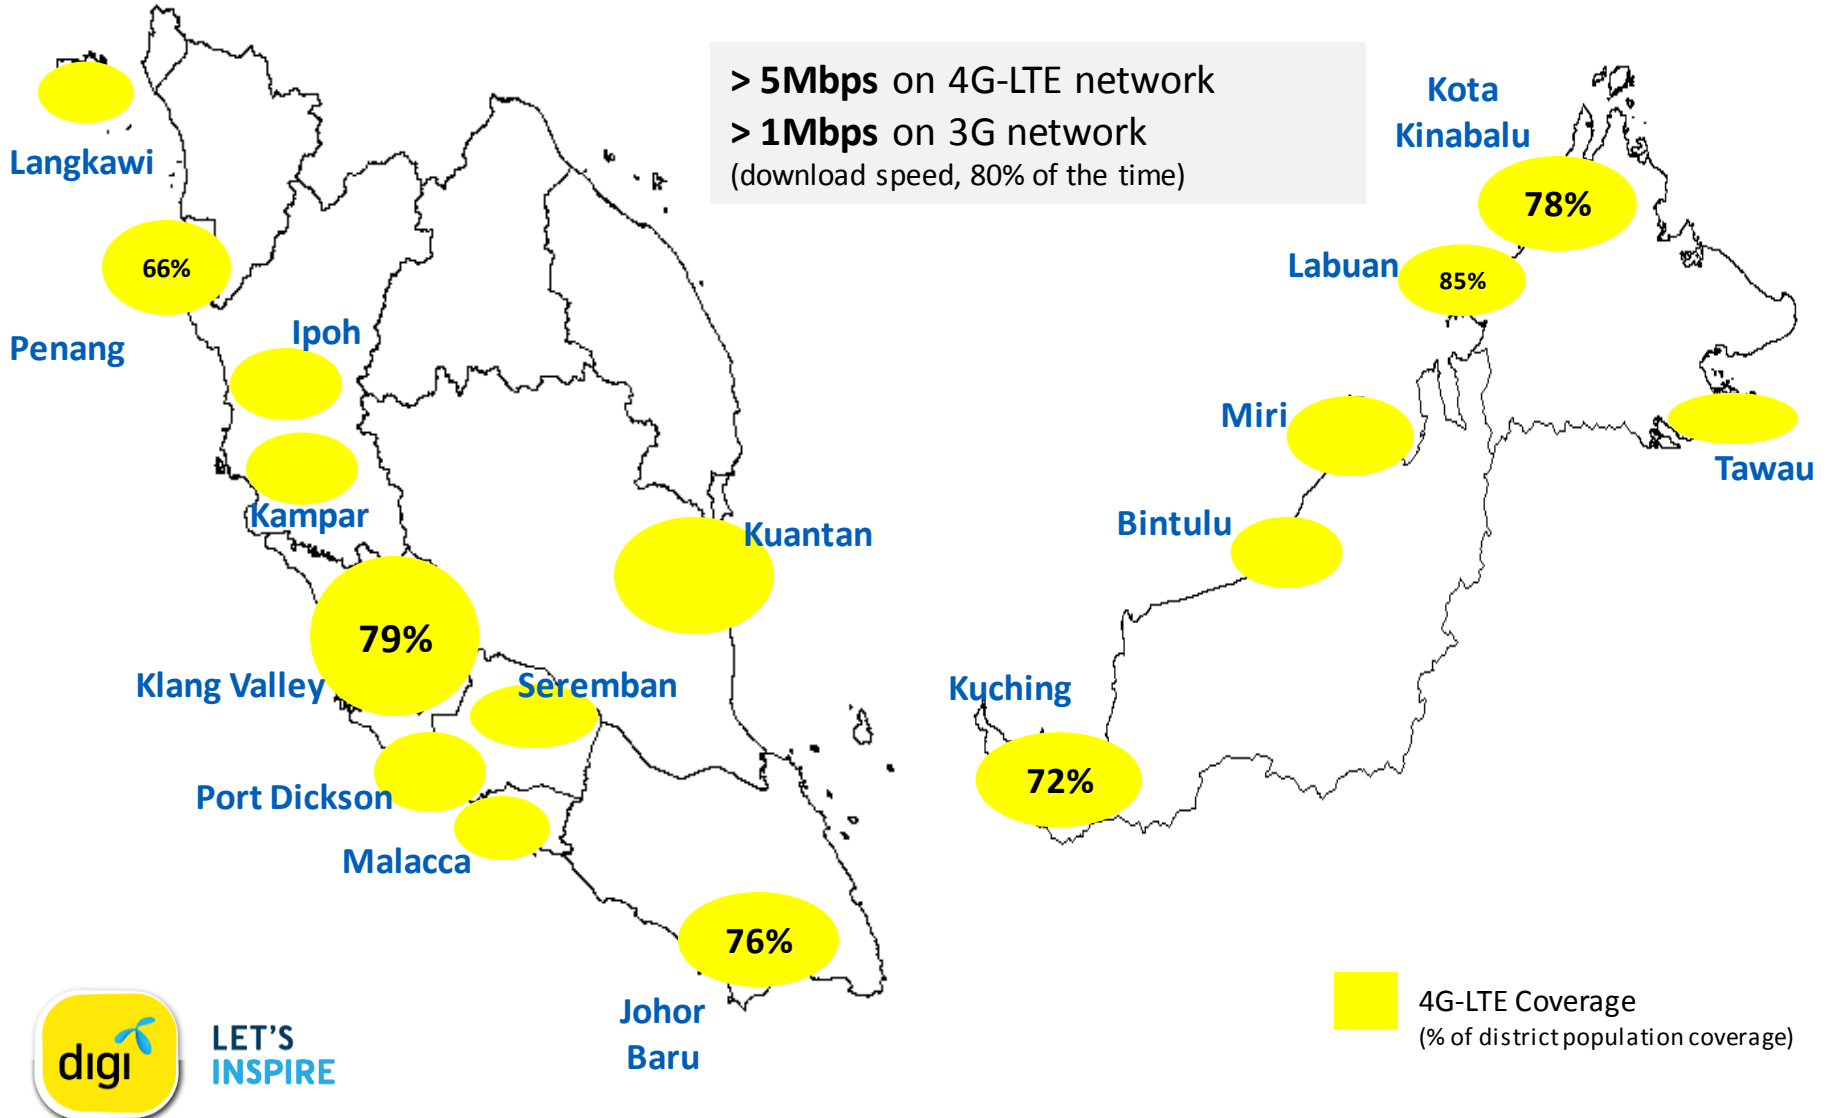 > 5Mbps on 4G-LTE network
> 1Mbps on 3G network
(download speed, 80% of the time)
Langkawi
66%
Penang
Ipoh
Kampar
Kuantan
79%
Klang Valley
Seremban
Port Dickson
Malacca
76%
Johor
Baru
Kota
Kinabalu
78%
Labuan
85%
Miri
Tawau
Bintulu
Kuching
72%
4G-LTE Coverage
(% of district population coverage)
digi
LET'S
INSPIRE